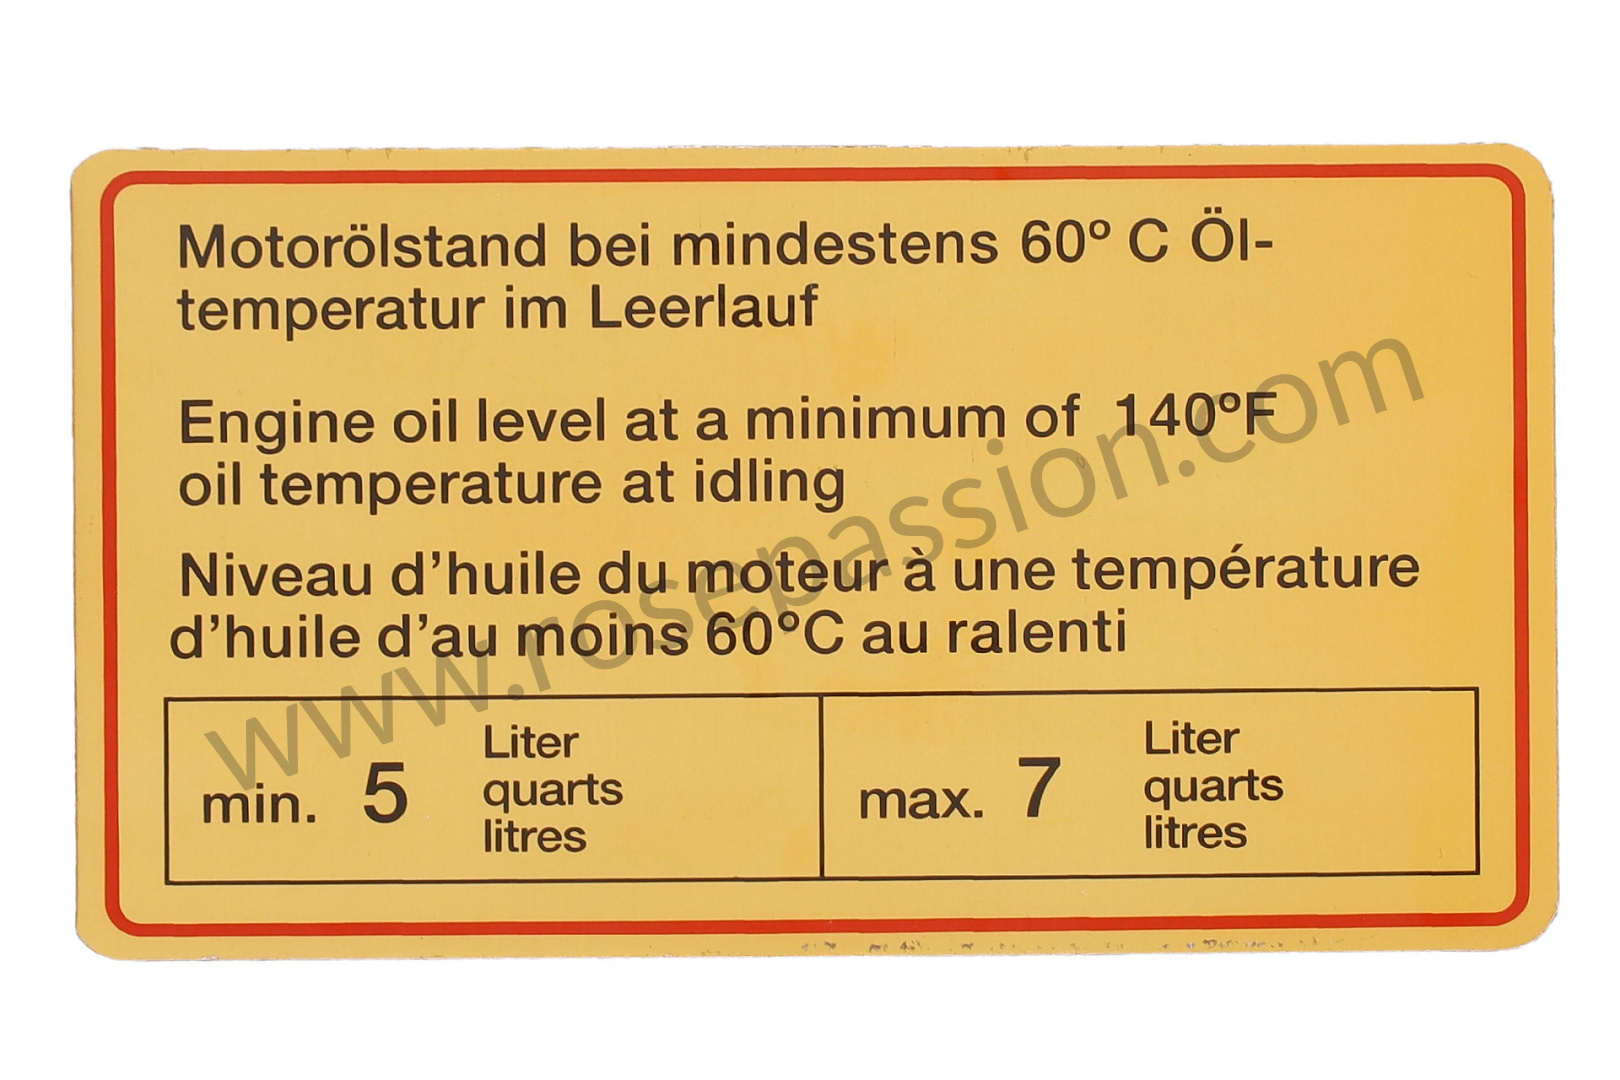 Motorölstand bei mindestens 60º C Öl-
temperatur im Leerlauf
Engine oil level at a minimum of 140ºF
oil temperature at idling
Niveau d’huile du moteur à une température
d’huile d’au moins 60°C au ralenti
min. 5
Liter
quarts
litres
max. 7
Liter
quarts
litres
www.rosepassion.com